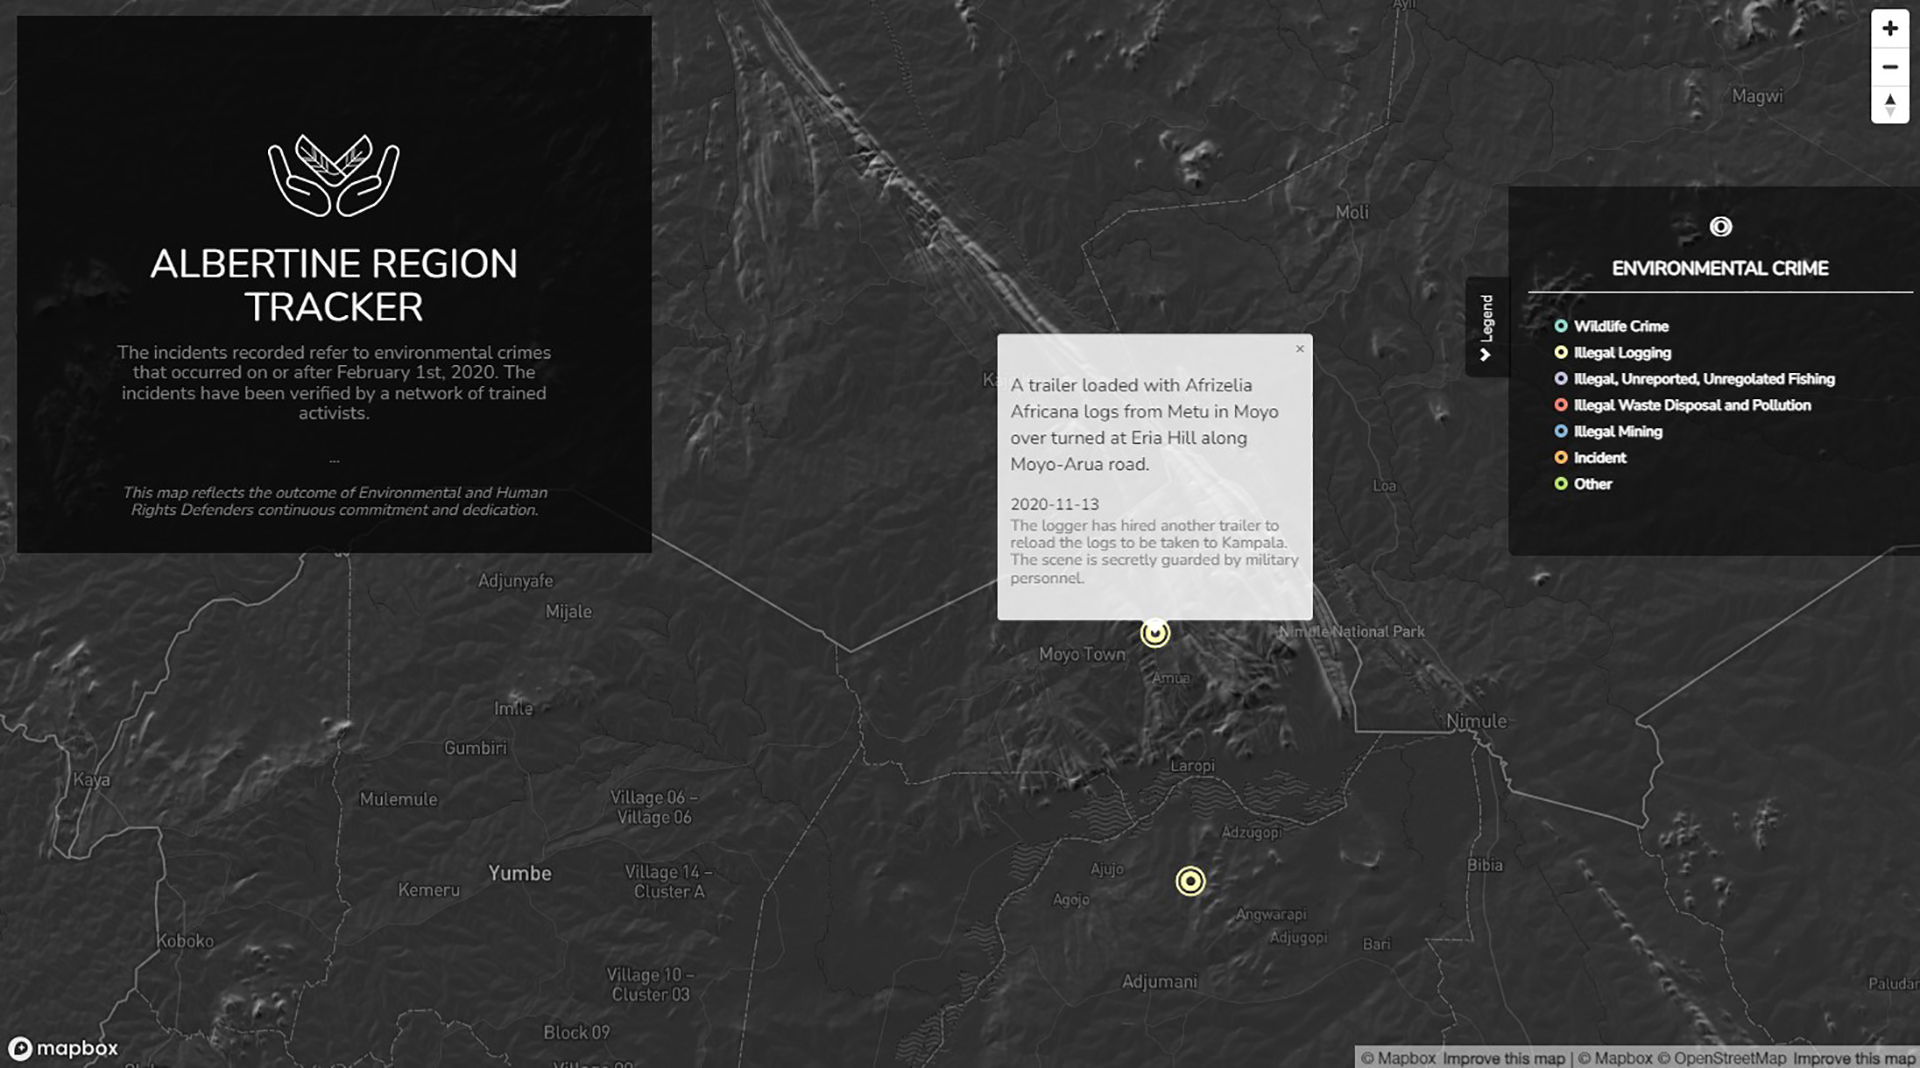 ALBERTINE REGION
TRACKER
The incidents recorded refer to environmental crimes
that occurred on or after February 1st, 2020. The
incidents have been verified by a network of trained
activists.
...
This map reflects the outcome of Environmental and Human
Rights Defenders continuous commitment and dedication.
Magwi
Moli
Legend
ENVIRONMENTAL CRIME
Wildlife Crime
Illegal Logging
Illegal, Unreported, Unregolated Fishing
Illegal Waste Disposal and Pollution
Illegal Mining
Incident
Other
×
A trailer loaded with Afrizelia
Africana logs from Metu in Moyo
over turned at Eria Hill along
Moyo-Arua road.
2020-11-13
The logger has hired another trailer to
reload the logs to be taken to Kampala.
The scene is secretly guarded by military
personnel.
Loa
Adjunyafe
Mijale
Nimule National Park
Moyo Town
Amua
Imile
Nimule
Gumbiri
Laropi
Kaya
Mulemule
Village 06 –
Village 06
Adzugopi
Yumbe
Village 14 –
Cluster A
Ajujo
Bibia
Kemeru
Agojo
Angwarapi
Koboko
Adjugopi
Bari
Village 10 –
Cluster 03
Adjumani
Paludar
Block 09
mapbox
© Mapbox Improve this map | © Mapbox © OpenStreetMap Improve this map